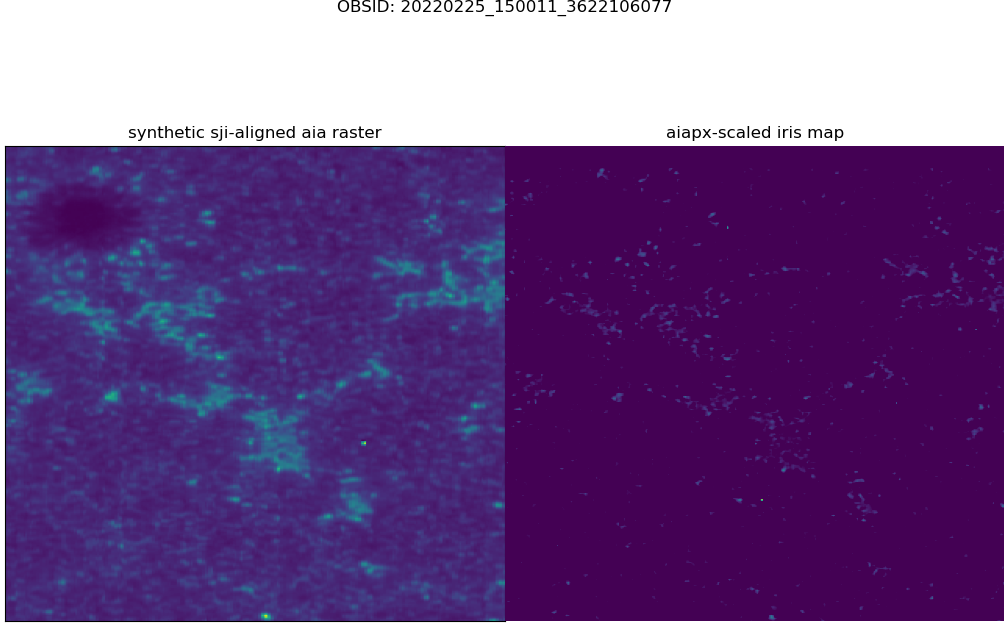 OBSID: 20220225_150011_3622106077
synthetic sji-aligned aia raster
aiapx-scaled iris map